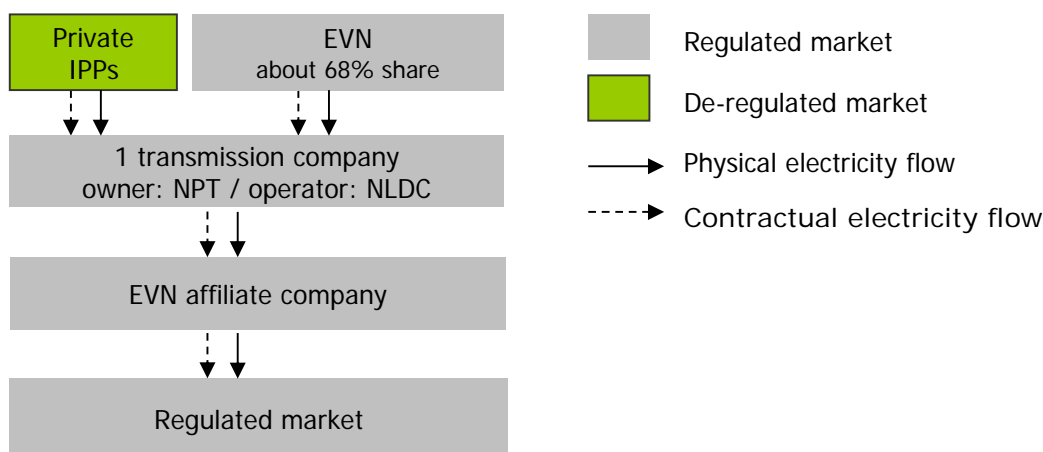 Private
IPPs
EVN
about 68% share
1 transmission company
owner: NPT / operator: NLDC
EVN affiliate company
Regulated market
Regulated market
De-regulated market
Physical electricity flow
Contractual electricity flow